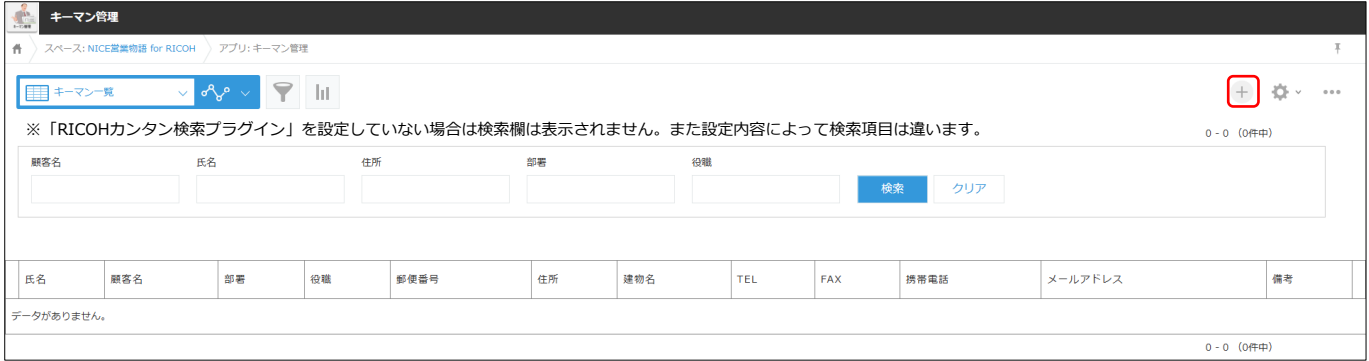 キーマン管理
キーマン管理
スペース: NICE営業物語 for RICOH アプリ: キーマン管理
キーマン一覧
※「RICOHカンタン検索プラグイン」を設定していない場合は検索欄は表示されません。また設定内容によって検索項目は違います。
0 - 0 (0件中)
顧客名 氏名 住所 部署 役職
検索 クリア
氏名 顧客名 部署 役職 郵便番号 住所 建物名 TEL FAX 携帯電話 メールアドレス 備考
データがありません。
0 - 0 (0件中)